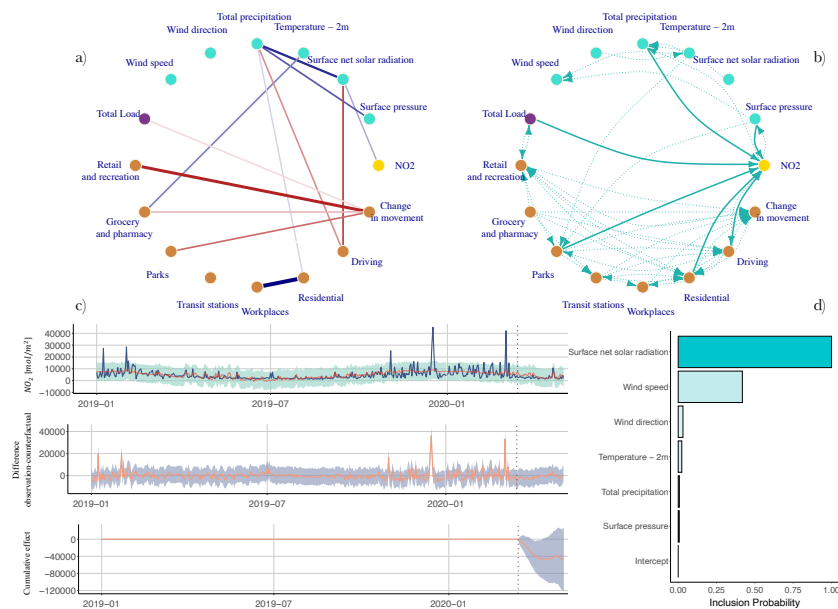 a)
Total precipitation
Wind direction
Temperature − 2m
Surface net solar radiation
Wind speed
Surface pressure
Total Load
NO2
Retail
and recreation
Change
in movement
Grocery
and pharmacy
Driving
Parks
Residential
Transit stations
Workplaces
b)
Total precipitation
Wind direction
Temperature − 2m
Surface net solar radiation
Wind speed
Surface pressure
Total Load
NO2
Retail
and recreation
Change
in movement
Grocery
and pharmacy
Driving
Parks
Residential
Transit stations
Workplaces
c)
NO2 [mol/m²]
40000
30000
20000
10000
0
−10000
2019−01
2019−07
2020−01
Difference
observation-counterfactual
40000
20000
0
2019−01
2019−07
2020−01
Cumulative effect
0
−40000
−80000
−120000
2019−01
2019−07
2020−01
d)
Surface net solar radiation
Wind speed
Wind direction
Temperature − 2m
Total precipitation
Surface pressure
Intercept
0.00
0.25
0.50
0.75
1.00
Inclusion Probability